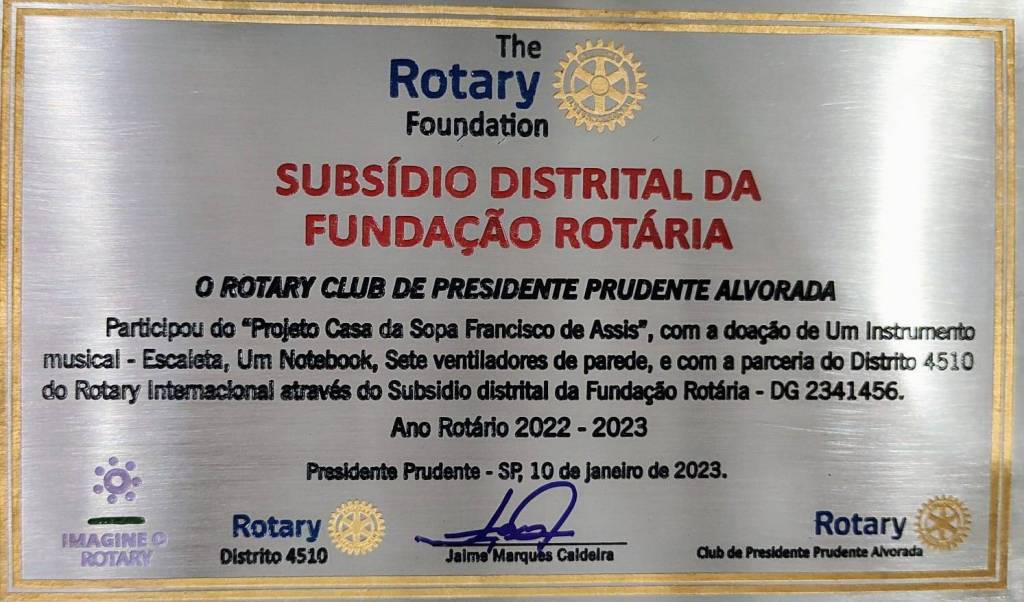 The
Rotary
Foundation
SUBSÍDIO DISTRITAL DA
FUNDAÇÃO ROTÁRIA
O ROTARY CLUB DE PRESIDENTE PRUDENTE ALVORADA
Participou do “Projeto Casa da Sopa Francisco de Assis”, com a doação de Um Instrumento
musical - Escaleta, Um Notebook, Sete ventiladores de parede, e com a parceria do Distrito 4510
do Rotary Internacional através do Subsidio distrital da Fundação Rotária - DG 2341456.
Ano Rotário 2022 - 2023
Presidente Prudente - SP, 10 de janeiro de 2023.
IMAGINE O
ROTARY
Rotary
Distrito 4510
Jaime Marques Caldeira
Rotary
Club de Presidente Prudente Alvorada